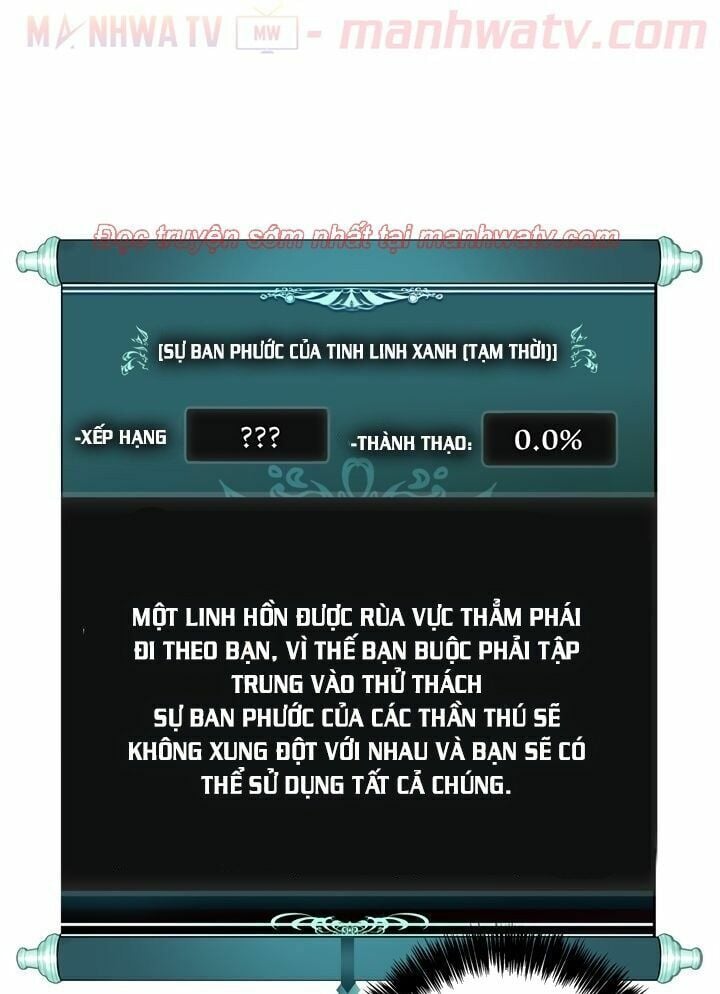 MANHWA TV MW - manhwatv.com
Đọc truyện sớm nhất tại manhwatv.com
[SỰ BAN PHƯỚC CỦA TINH LINH XANH (TẠM THỜI)]
-XẾP HẠNG ??? -THÀNH THẠO: 0.0%
MỘT LINH HỒN ĐƯỢC RÙA VỰC THẲM PHÁI
ĐI THEO BẠN, VÌ THẾ BẠN BUỘC PHẢI TẬP
TRUNG VÀO THỬ THÁCH
SỰ BAN PHƯỚC CỦA CÁC THẦN THÚ SẼ
KHÔNG XUNG ĐỘT VỚI NHAU VÀ BẠN SẼ CÓ
THỂ SỬ DỤNG TẤT CẢ CHÚNG.